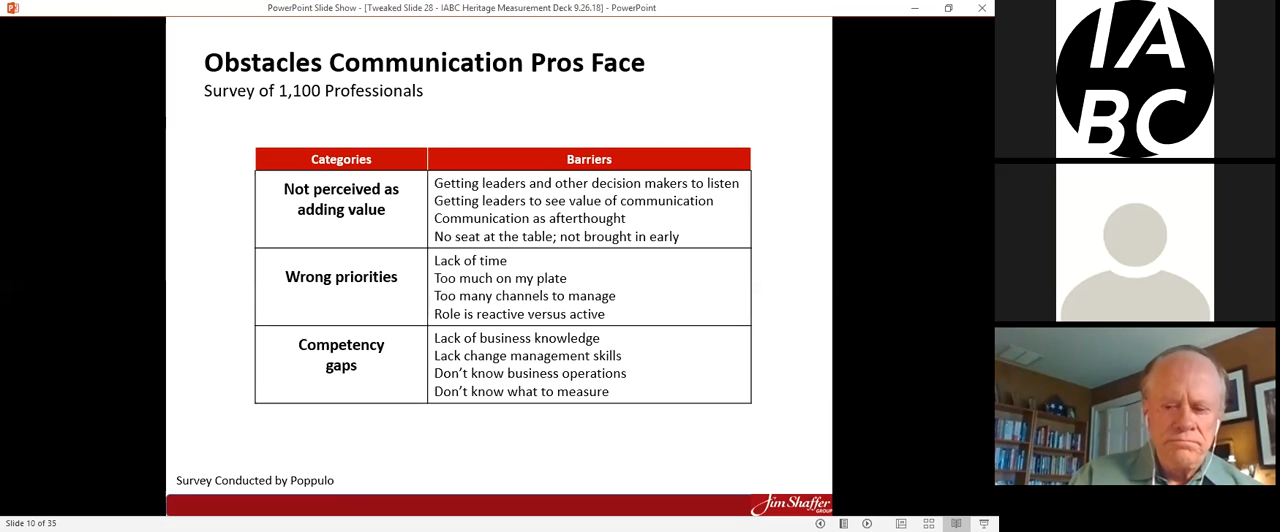 PowerPoint Slide Show - [Tweaked Slide 28 - IABC Heritage Measurement Deck 9.26.18] - PowerPoint
Obstacles Communication Pros Face
Survey of 1,100 Professionals
Categories
Barriers
Not perceived as
adding value
Getting leaders and other decision makers to listen
Getting leaders to see value of communication
Communication as afterthought
No seat at the table; not brought in early
Wrong priorities
Lack of time
Too much on my plate
Too many channels to manage
Role is reactive versus active
Competency
gaps
Lack of business knowledge
Lack change management skills
Don't know business operations
Don't know what to measure
Survey Conducted by Poppulo
Jim Shaffer
GROUP
Slide 10 of 35
IA
BC